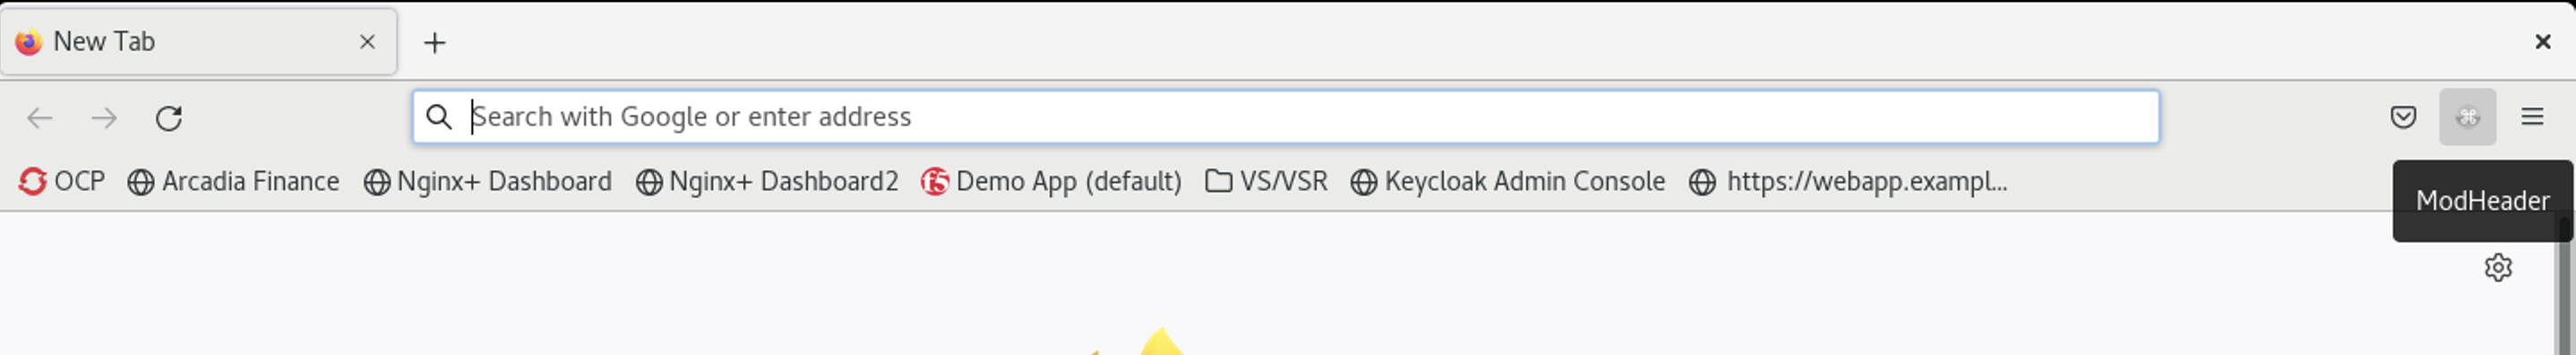 New Tab
Search with Google or enter address
OCP Arcadia Finance Nginx+ Dashboard Nginx+ Dashboard2 f5 Demo App (default) VS/VSR Keycloak Admin Console https://webapp.exampl...
ModHeader